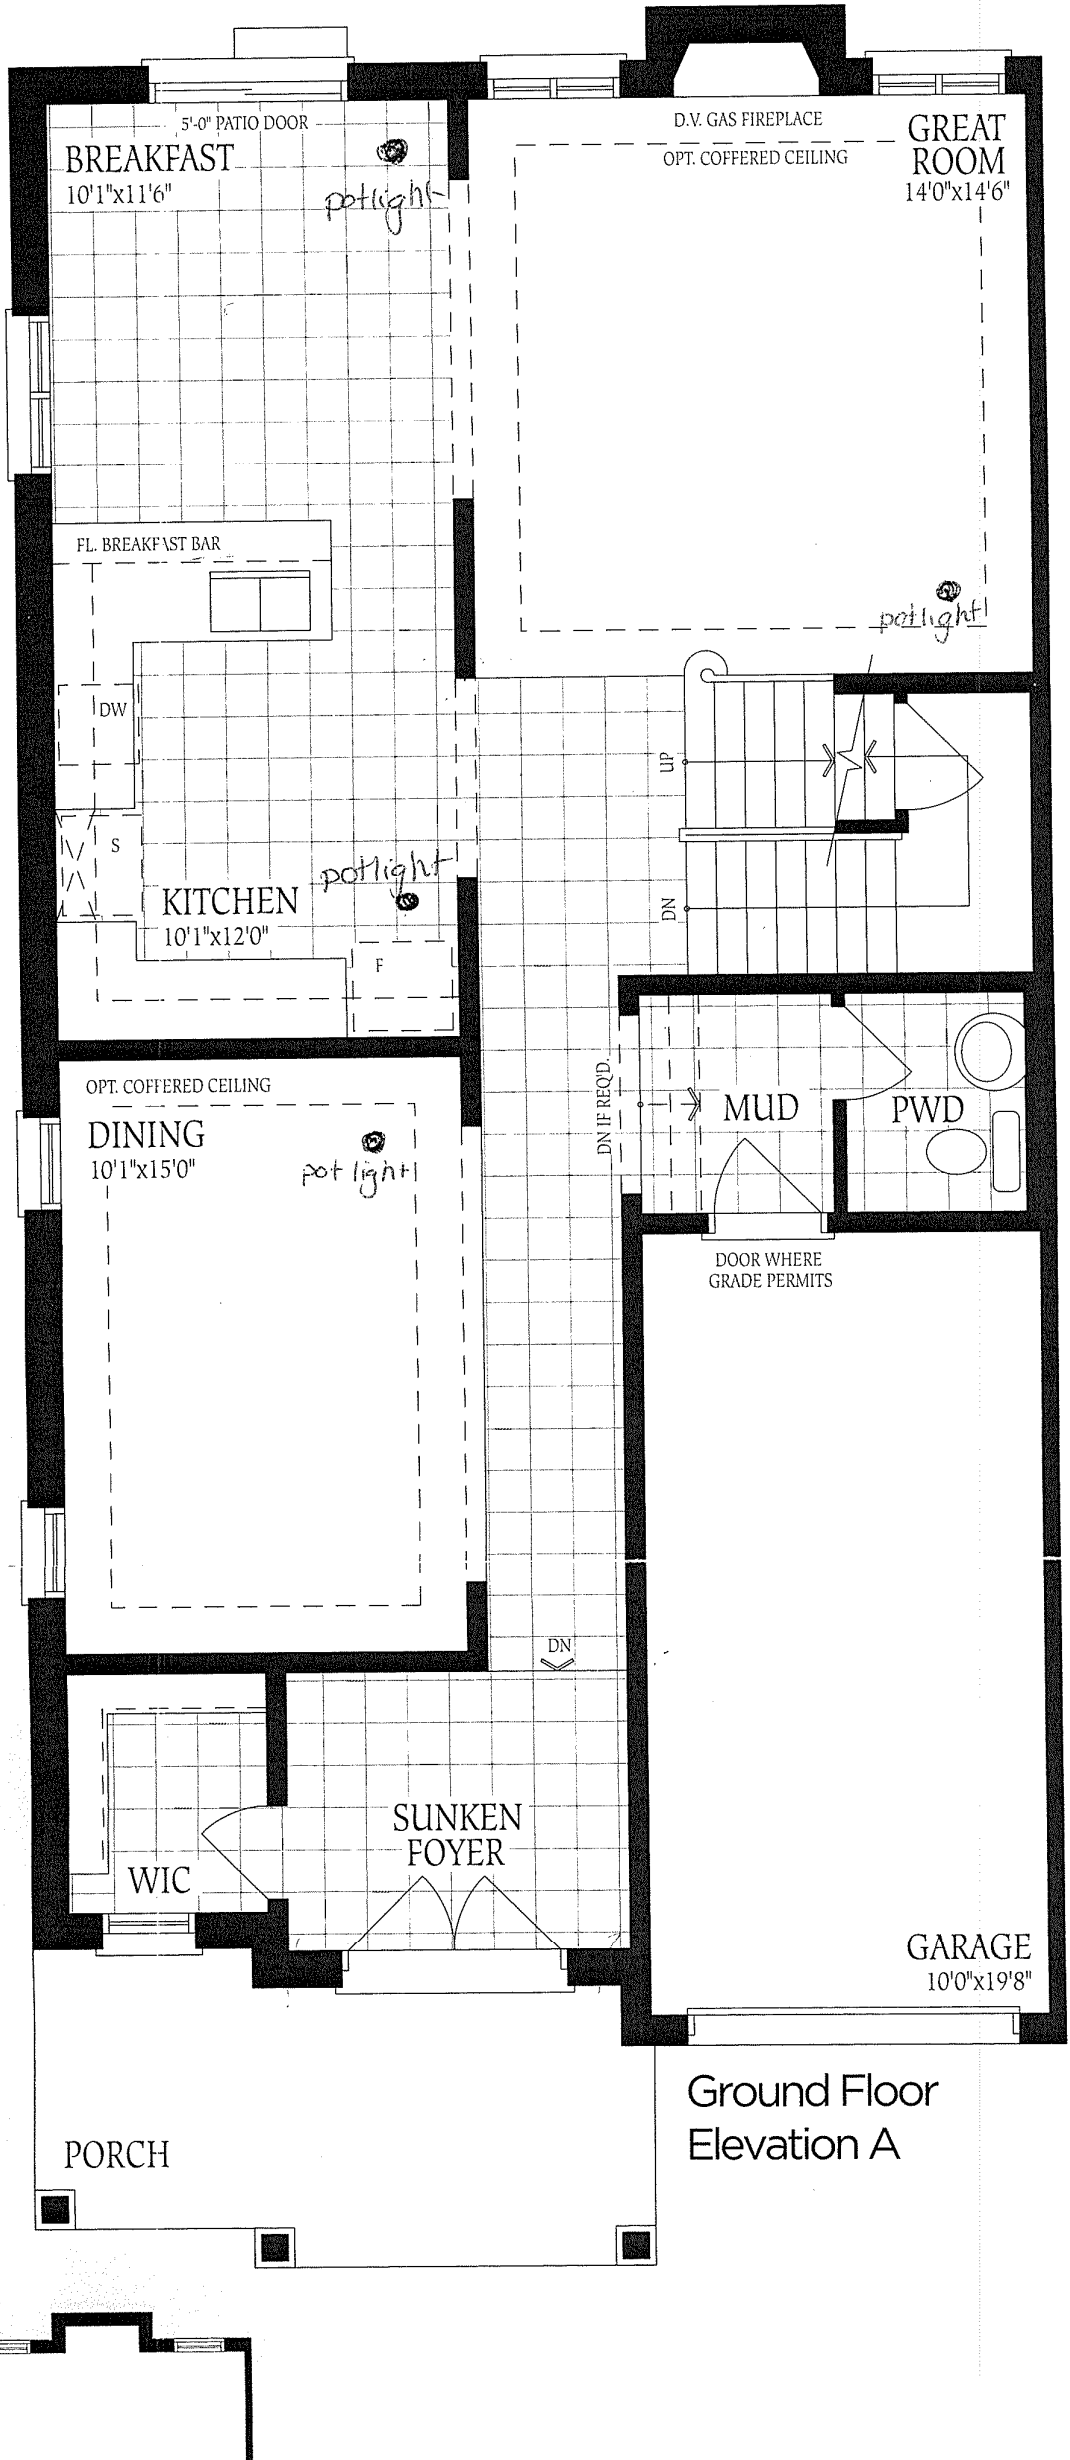 5'-0" PATIO DOOR
BREAKFAST
10'1"x11'6"
potlight
D.V. GAS FIREPLACE
OPT. COFFERED CEILING
GREAT
ROOM
14'0"x14'6"
potlight
FL. BREAKFAST BAR
DW
S
potlight
KITCHEN
10'1"x12'0"
F
UP
DN
OPT. COFFERED CEILING
DINING
10'1"x15'0"
pot light
DN IF REQ'D.
MUD
PWD
DOOR WHERE
GRADE PERMITS
DN
SUNKEN
FOYER
WIC
GARAGE
10'0"x19'8"
Ground Floor
Elevation A
PORCH